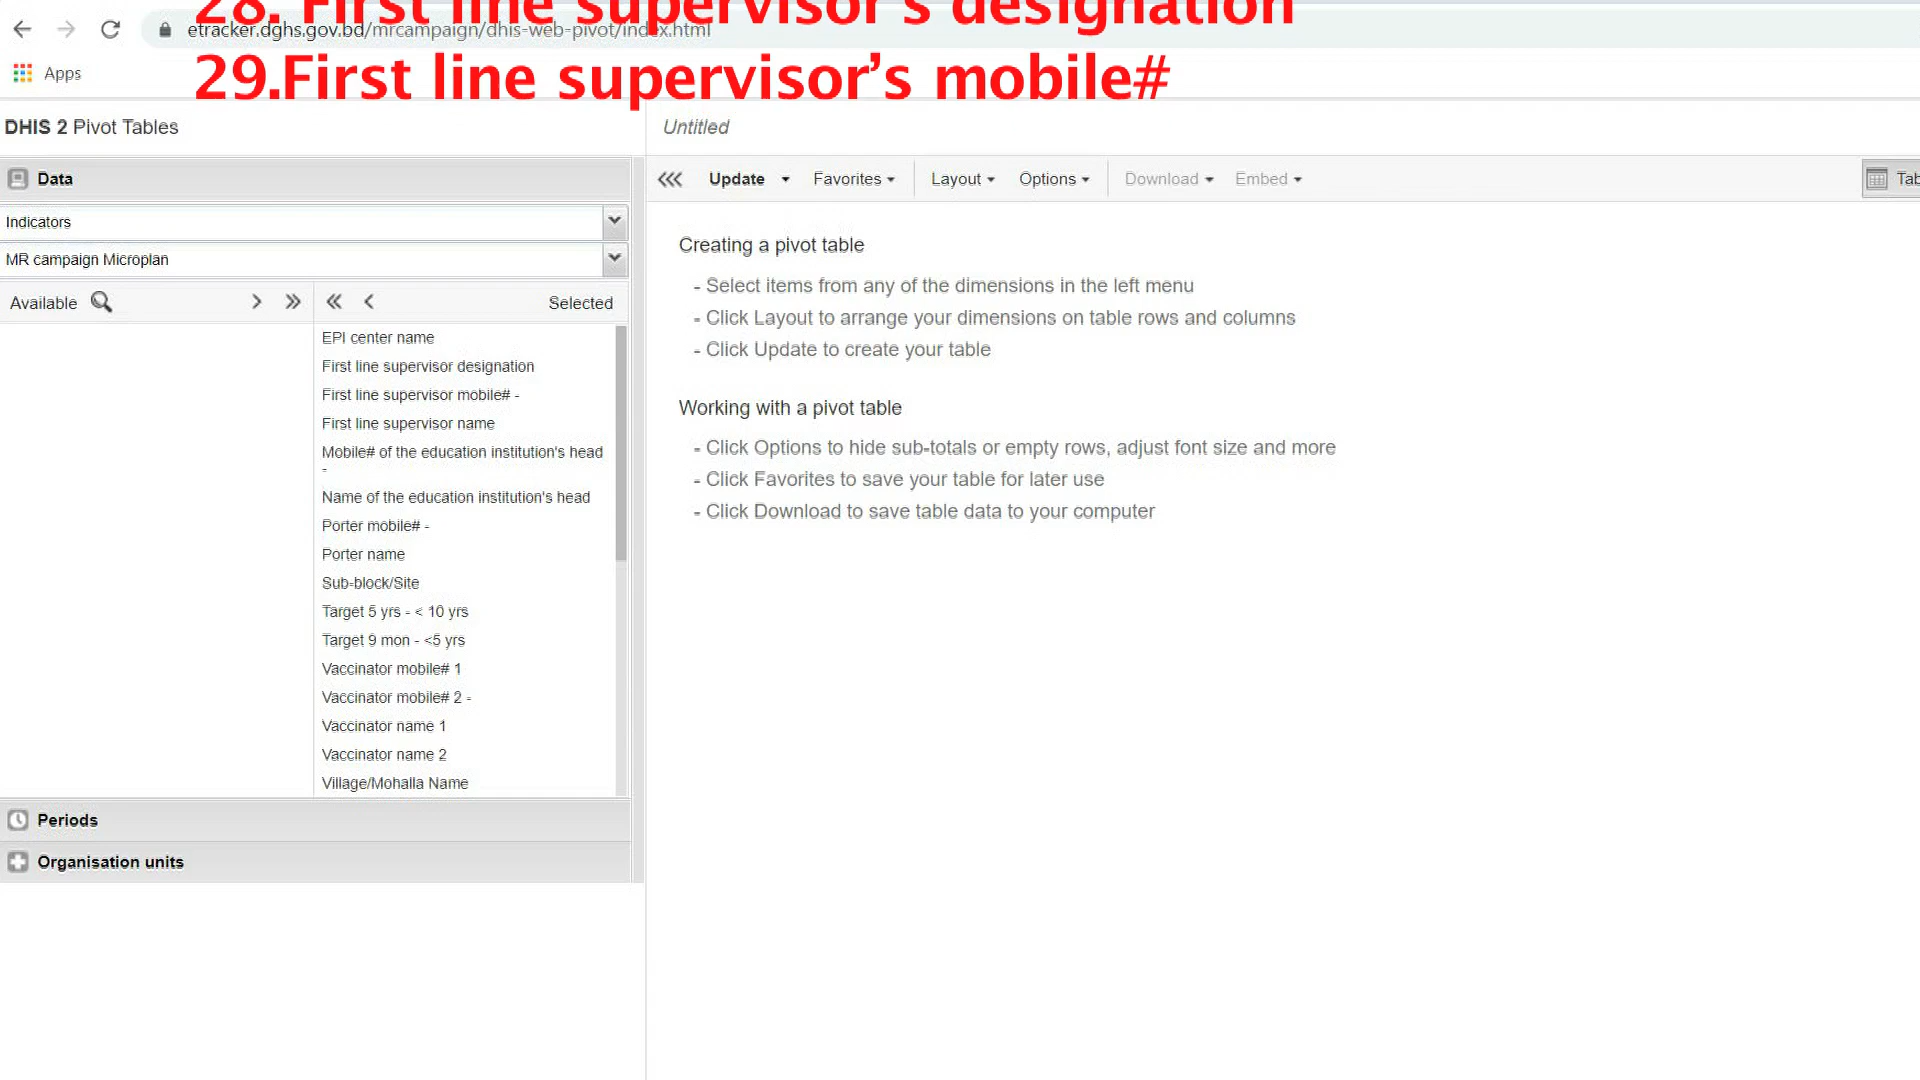 28. First line supervisor’s designation
etracker.dghs.gov.bd/mrcampaign/dhis-web-pivot/index.html
Apps
29.First line supervisor’s mobile#
DHIS 2 Pivot Tables
Untitled
Data
Update
Favorites
Layout
Options
Download
Embed
Tab
Indicators
MR campaign Microplan
Available
Selected
EPI center name
First line supervisor designation
First line supervisor mobile# -
First line supervisor name
Mobile# of the education institution's head
-
Name of the education institution's head
Porter mobile# -
Porter name
Sub-block/Site
Target 5 yrs - < 10 yrs
Target 9 mon - <5 yrs
Vaccinator mobile# 1
Vaccinator mobile# 2 -
Vaccinator name 1
Vaccinator name 2
Village/Mohalla Name
Periods
Organisation units
Creating a pivot table
- Select items from any of the dimensions in the left menu
- Click Layout to arrange your dimensions on table rows and columns
- Click Update to create your table
Working with a pivot table
- Click Options to hide sub-totals or empty rows, adjust font size and more
- Click Favorites to save your table for later use
- Click Download to save table data to your computer